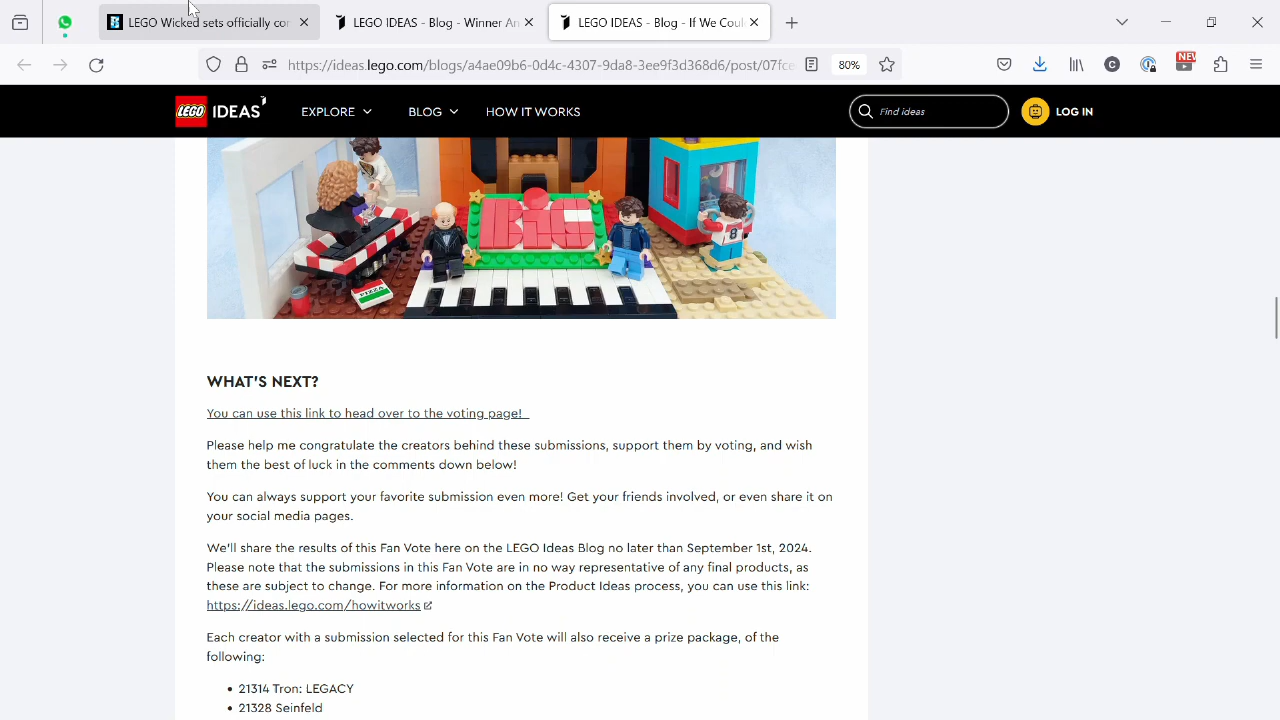 LEGO Wicked sets officially cor
LEGO IDEAS - Blog - Winner An
LEGO IDEAS - Blog - If We Coul
https://ideas.lego.com/blogs/a4ae09b6-0d4c-4307-9da8-3ee9f3d368d6/post/07fce
80%
NEW
LEGO IDEAS EXPLORE BLOG HOW IT WORKS Find ideas LOG IN
BiG
8
PIZZA
WHAT'S NEXT?
You can use this link to head over to the voting page!
Please help me congratulate the creators behind these submissions, support them by voting, and wish
them the best of luck in the comments down below!
You can always support your favorite submission even more! Get your friends involved, or even share it on
your social media pages.
We'll share the results of this Fan Vote here on the LEGO Ideas Blog no later than September 1st, 2024.
Please note that the submissions in this Fan Vote are in no way representative of any final products, as
these are subject to change. For more information on the Product Ideas process, you can use this link:
https://ideas.lego.com/howitworks
Each creator with a submission selected for this Fan Vote will also receive a prize package, of the
following:
• 21314 Tron: LEGACY
• 21328 Seinfeld